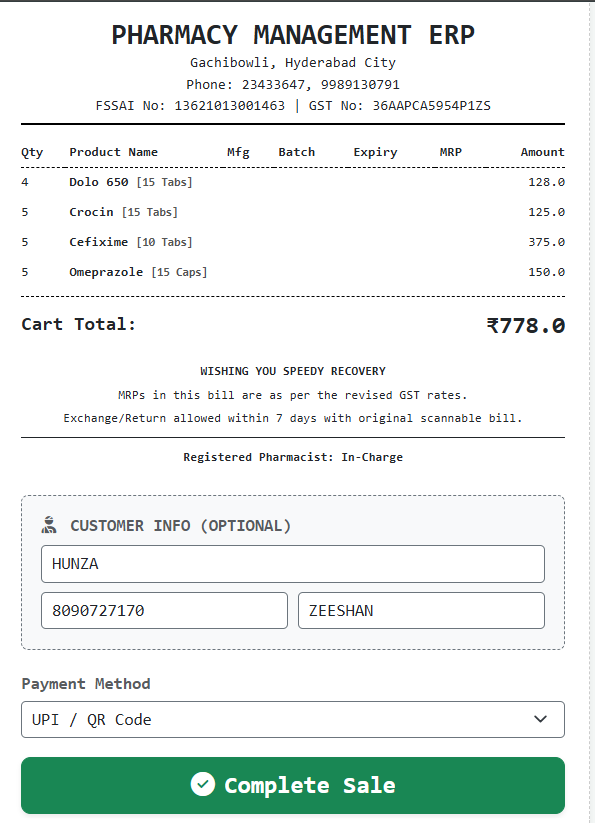 PHARMACY MANAGEMENT ERP
Gachibowli, Hyderabad City
Phone: 23433647, 9989130791
FSSAI No: 13621013001463 | GST No: 36AAPCA5954P1ZS
Qty Product Name Mfg Batch Expiry MRP Amount
4 Dolo 650 [15 Tabs] 128.0
5 Crocin [15 Tabs] 125.0
5 Cefixime [10 Tabs] 375.0
5 Omeprazole [15 Caps] 150.0
Cart Total: ₹778.0
WISHING YOU SPEEDY RECOVERY
MRPs in this bill are as per the revised GST rates.
Exchange/Return allowed within 7 days with original scannable bill.
Registered Pharmacist: In-Charge
CUSTOMER INFO (OPTIONAL)
HUNZA
8090727170 ZEESHAN
Payment Method
UPI / QR Code
Complete Sale